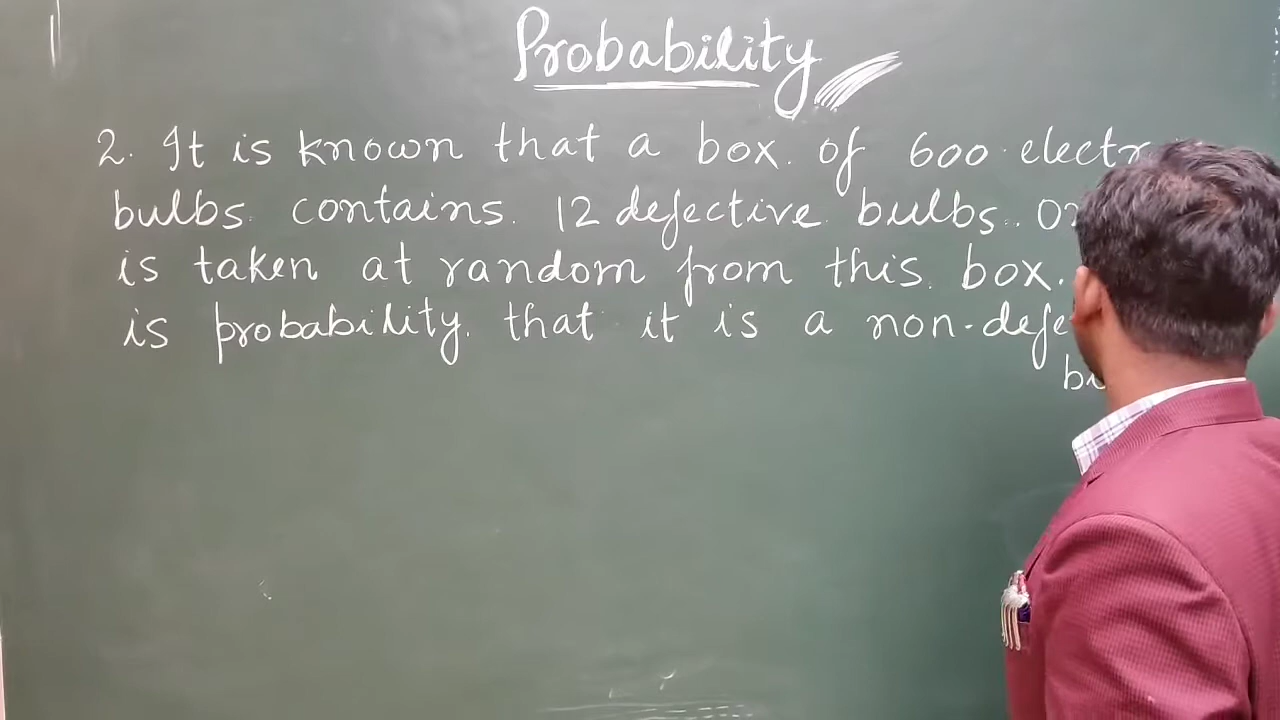 Probability
2. It is known that a box. of 600 electr
bulbs. contains. 12 defective bulbs.
is taken at random from this. box.
is probability. that it is a non-defe